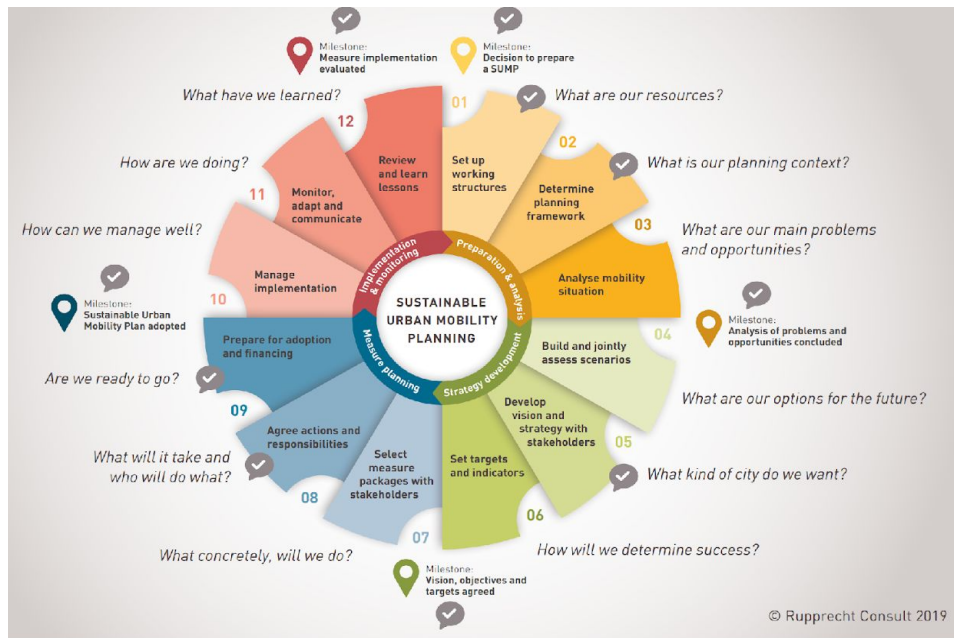 Milestone:
Measure implementation
evaluated
Milestone:
Decision to prepare
a SUMP
What have we learned?
What are our resources?
How are we doing?
What is our planning context?
How can we manage well?
What are our main problems
and opportunities?
Milestone:
Sustainable Urban
Mobility Plan adopted
Milestone:
Analysis of problems and
opportunities concluded
Are we ready to go?
What are our options for the future?
What will it take and
who will do what?
What kind of city do we want?
What concretely, will we do?
How will we determine success?
Milestone:
Vision, objectives and
targets agreed
01
Set up
working
structures
02
Determine
planning
framework
03
Analyse mobility
situation
04
Build and jointly
assess scenarios
05
Develop
vision and
strategy with
stakeholders
06
Set targets
and indicators
07
Select
measure
packages with
stakeholders
08
Agree actions and
responsibilities
09
Prepare for adoption
and financing
10
Manage
implementation
11
Monitor,
adapt and
communicate
12
Review
and learn
lessons
Preparation & analysis
Strategy development
Measure planning
Implementation
& monitoring
SUSTAINABLE
URBAN MOBILITY
PLANNING
© Rupprecht Consult 2019